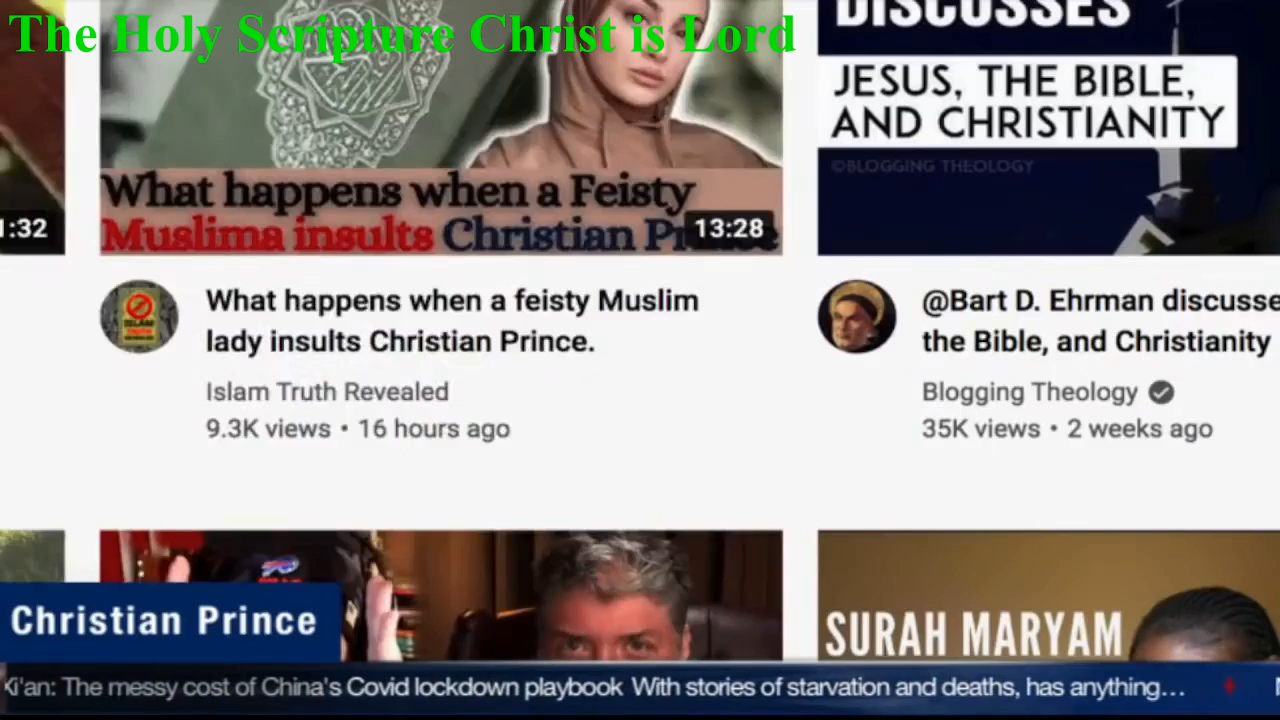 The Holy Scripture Christ is Lord
DISCUSSES
JESUS, THE BIBLE,
AND CHRISTIANITY
©BLOGGING THEOLOGY
What happens when a Feisty
Muslima insults Christian
1:32
13:28
What happens when a feisty Muslim
lady insults Christian Prince.
Islam Truth Revealed
9.3K views • 16 hours ago
@Bart D. Ehrman discusse
the Bible, and Christianity
Blogging Theology
35K views • 2 weeks ago
Christian Prince
SURAH MARYAM
Xi'an: The messy cost of China's Covid lockdown playbook With stories of starvation and deaths, has anything...